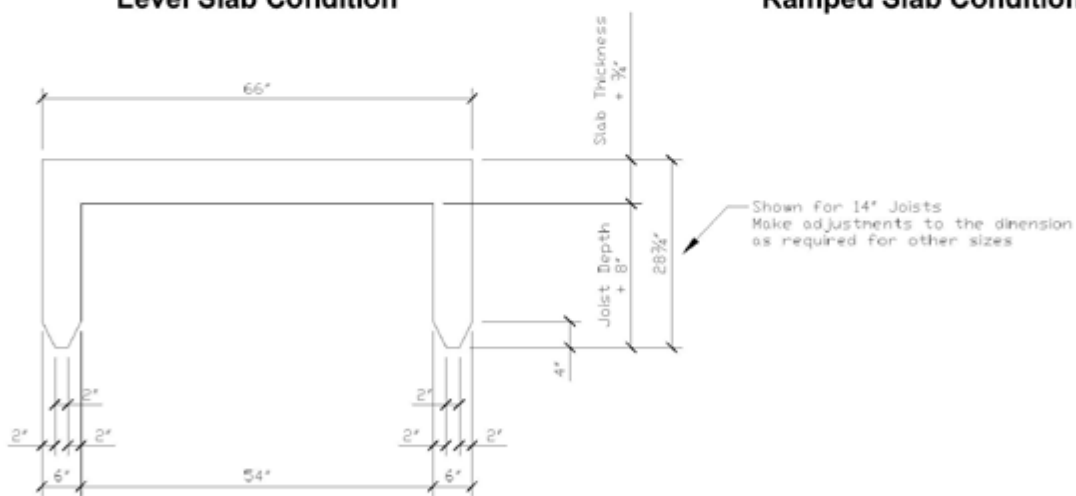 Level Slab Condition
Ramped Slab Condition
66"
Slab Thickness
+ ¾"
Joist Depth
+ 8"
28¾"
Shown for 14" Joists
Make adjustments to the dimension
as required for other sizes
4"
2"
2"
2"
2"
2"
2"
6"
54"
6"